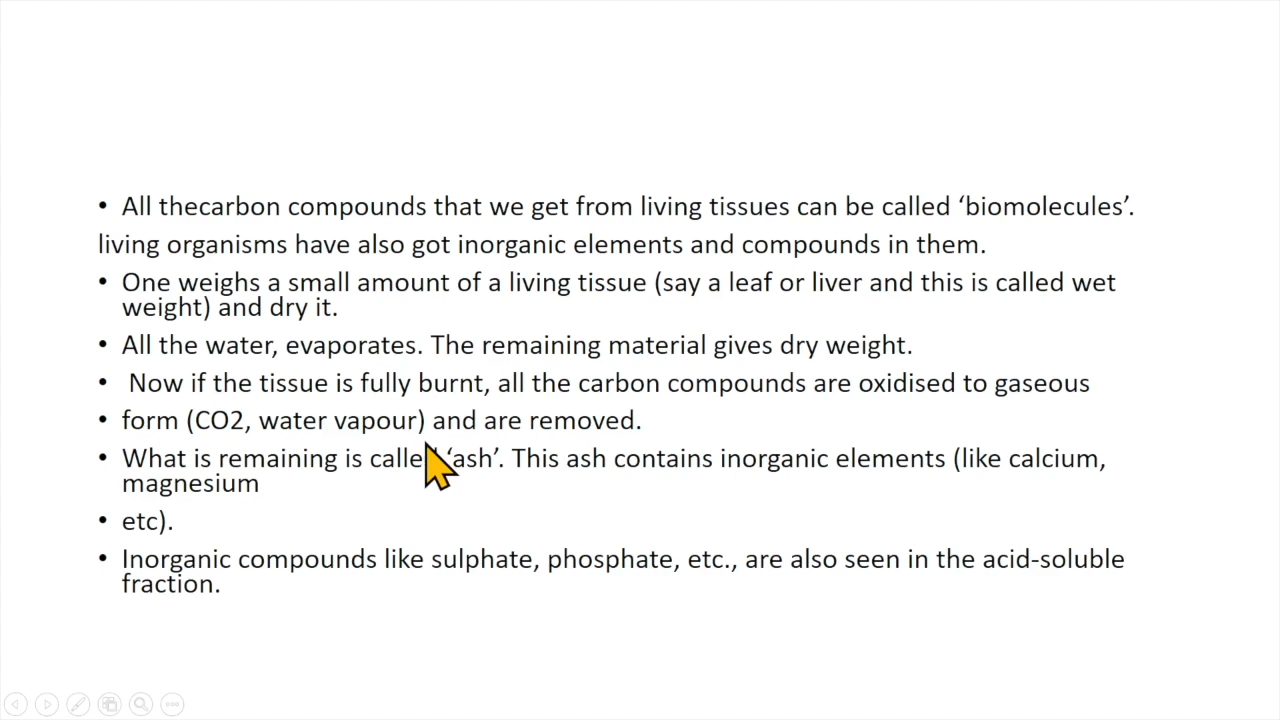 • All thecarbon compounds that we get from living tissues can be called ‘biomolecules’.
living organisms have also got inorganic elements and compounds in them.
• One weighs a small amount of a living tissue (say a leaf or liver and this is called wet
weight) and dry it.
• All the water, evaporates. The remaining material gives dry weight.
• Now if the tissue is fully burnt, all the carbon compounds are oxidised to gaseous
• form (CO2, water vapour) and are removed.
• What is remaining is called ‘ash’. This ash contains inorganic elements (like calcium,
magnesium
• etc).
• Inorganic compounds like sulphate, phosphate, etc., are also seen in the acid-soluble
fraction.